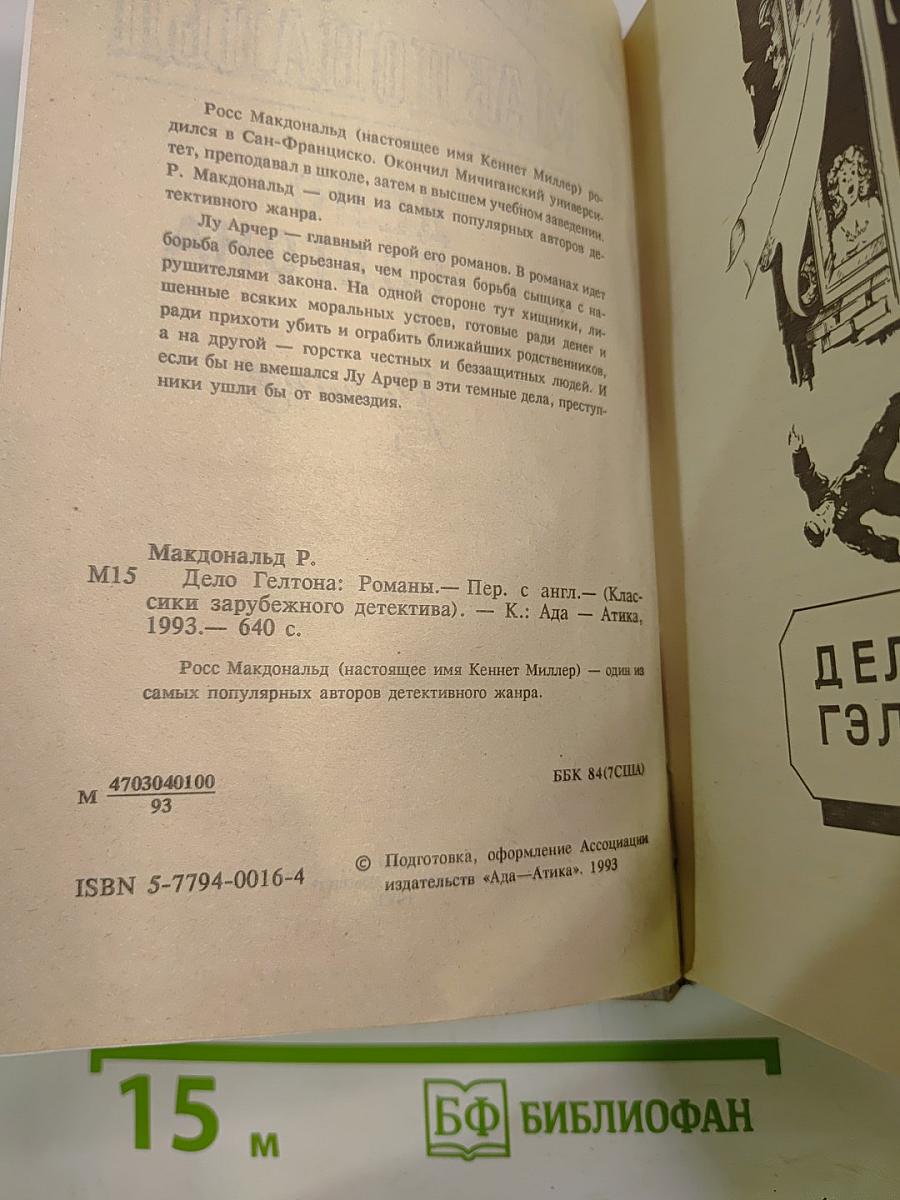 Росс Макдональд (настоящее имя Кеннет Миллер) ро-
дился в Сан-Франциско. Окончил Мичиганский универси-
тет, преподавал в школе, затем в высшем учебном заведении.
Р. Макдональд — один из самых популярных авторов де-
тективного жанра.
Лу Арчер — главный герой его романов. В романах идет
борьба более серьезная, чем простая борьба сыщика с на-
рушителями закона. На одной стороне тут хищники, ли-
шенные всяких моральных устоев, готовые ради денег и
ради прихоти убить и ограбить ближайших родственников,
а на другой — горстка честных и беззащитных людей. И
если бы не вмешался Лу Арчер в эти темные дела, преступ-
ники ушли бы от возмездия.
Макдональд Р.
М15 Дело Гелтона: Романы.— Пер. с англ.— (Клас-
сики зарубежного детектива). — К.: Ада — Атика,
1993.— 640 с.
Росс Макдональд (настоящее имя Кеннет Миллер) — один из
самых популярных авторов детективного жанра.
М 4703040100
93
ББК 84(7США)
ISBN 5-7794-0016-4
© Подготовка, оформление Ассоциации
издательств «Ада—Атика». 1993
ДЕЛ
ГЭЛ
15 м
БФ БИБЛИОФАН